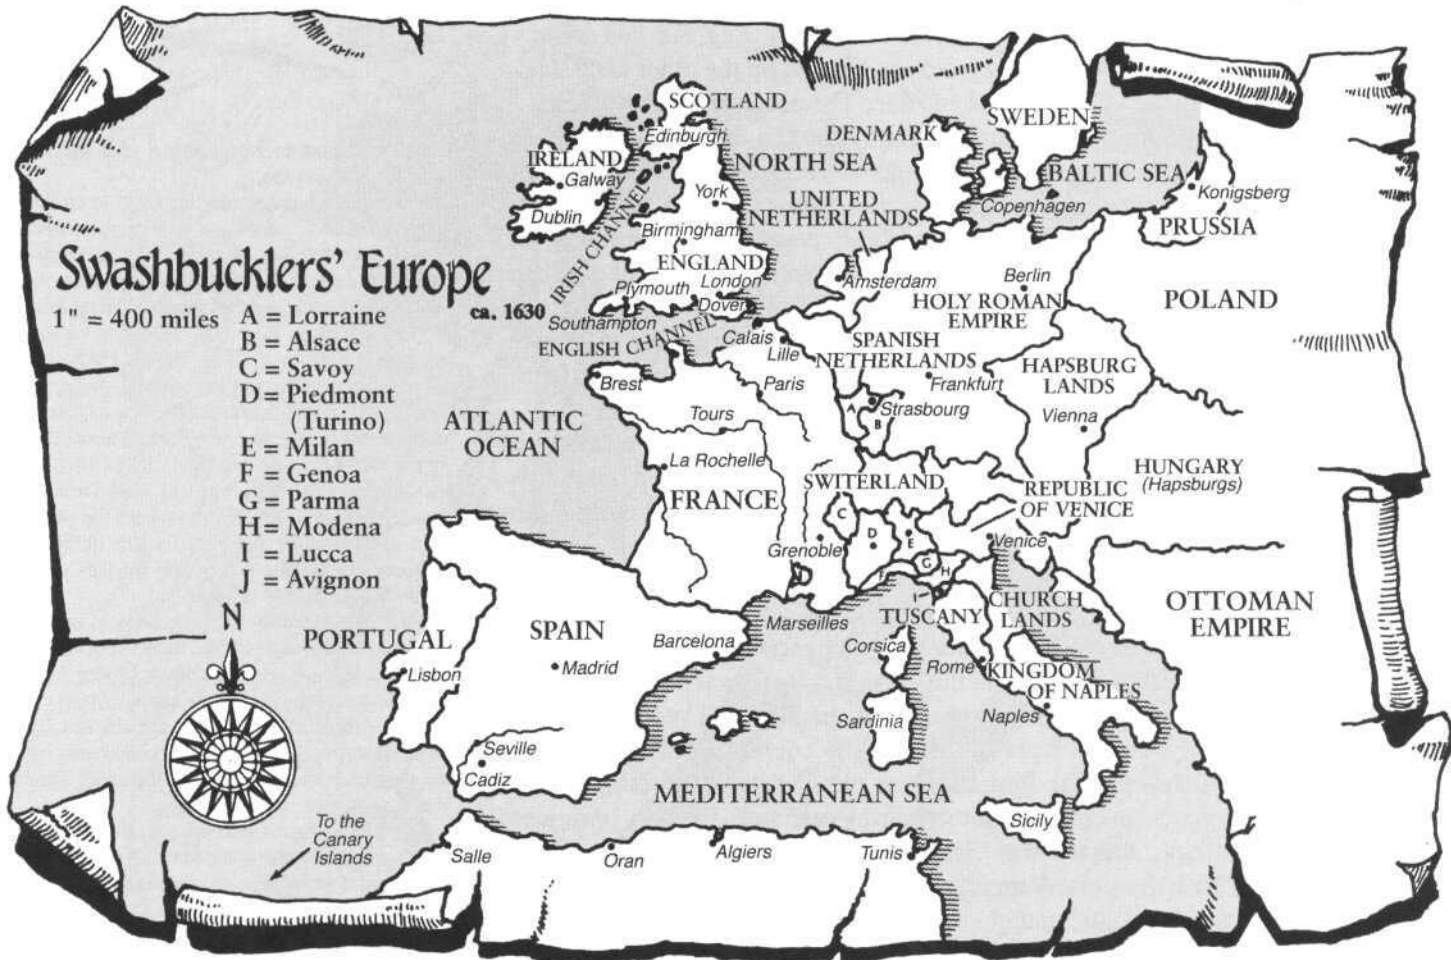 Swashbucklers' Europe
ca. 1630
1" = 400 miles
A = Lorraine
B = Alsace
C = Savoy
D = Piedmont
(Turino)
E = Milan
F = Genoa
G = Parma
H = Modena
I = Lucca
J = Avignon
N
SCOTLAND
Edinburgh
IRELAND
Galway
Dublin
IRISH CHANNEL
NORTH SEA
York
Birmingham
ENGLAND
London
Plymouth
Dover
Southampton
ENGLISH CHANNEL
DENMARK
SWEDEN
BALTIC SEA
Copenhagen
Konigsberg
PRUSSIA
UNITED
NETHERLANDS
Amsterdam
Berlin
HOLY ROMAN
EMPIRE
POLAND
Calais
Lille
SPANISH
NETHERLANDS
Frankfurt
HAPSBURG
LANDS
Vienna
Brest
Paris
Tours
A
B
Strasbourg
ATLANTIC
OCEAN
La Rochelle
FRANCE
SWITERLAND
HUNGARY
(Hapsburgs)
REPUBLIC
OF VENICE
C
D
E
G
H
F
J
Grenoble
Venice
OTTOMAN
EMPIRE
PORTUGAL
Lisbon
SPAIN
Madrid
Barcelona
Marseilles
TUSCANY
CHURCH
LANDS
Corsica
Rome
KINGDOM
OF NAPLES
Naples
Sardinia
Seville
Cadiz
MEDITERRANEAN SEA
Sicily
To the
Canary
Islands
Salle
Oran
Algiers
Tunis